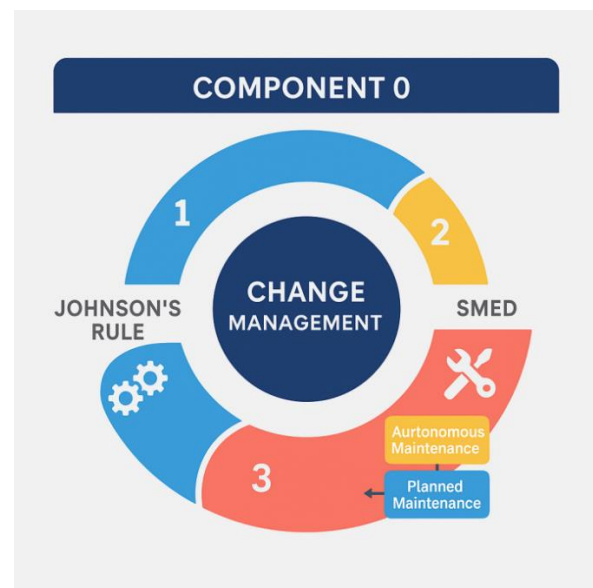 COMPONENT 0
1
2
CHANGE
MANAGEMENT
JOHNSON'S
RULE
SMED
Aurtonomous
Maintenance
3
Planned
Maintenance